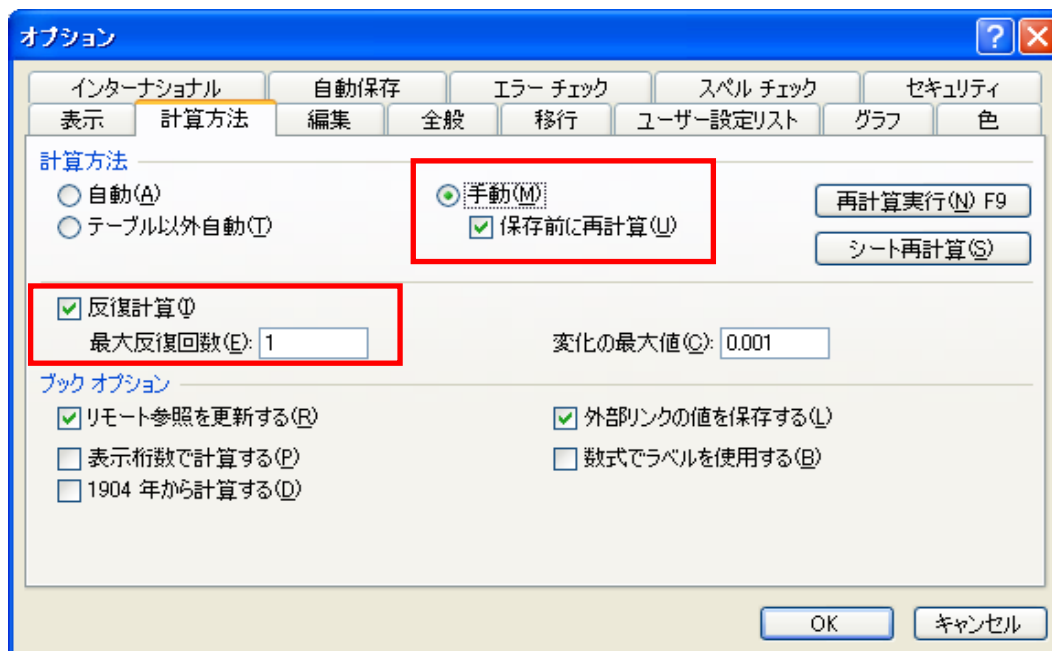 オプション
インターナショナル 自動保存 エラー チェック スペル チェック セキュリティ
表示 計算方法 編集 全般 移行 ユーザー設定リスト グラフ 色
計算方法
自動(A) 手動(M) 再計算実行(N) F9
テーブル以外自動(T) 保存前に再計算(U)
シート再計算(S)
反復計算(I)
最大反復回数(E): 1 変化の最大値(C): 0.001
ブック オプション
リモート参照を更新する(R) 外部リンクの値を保存する(L)
表示桁数で計算する(P) 数式でラベルを使用する(B)
1904 年から計算する(D)
OK キャンセル